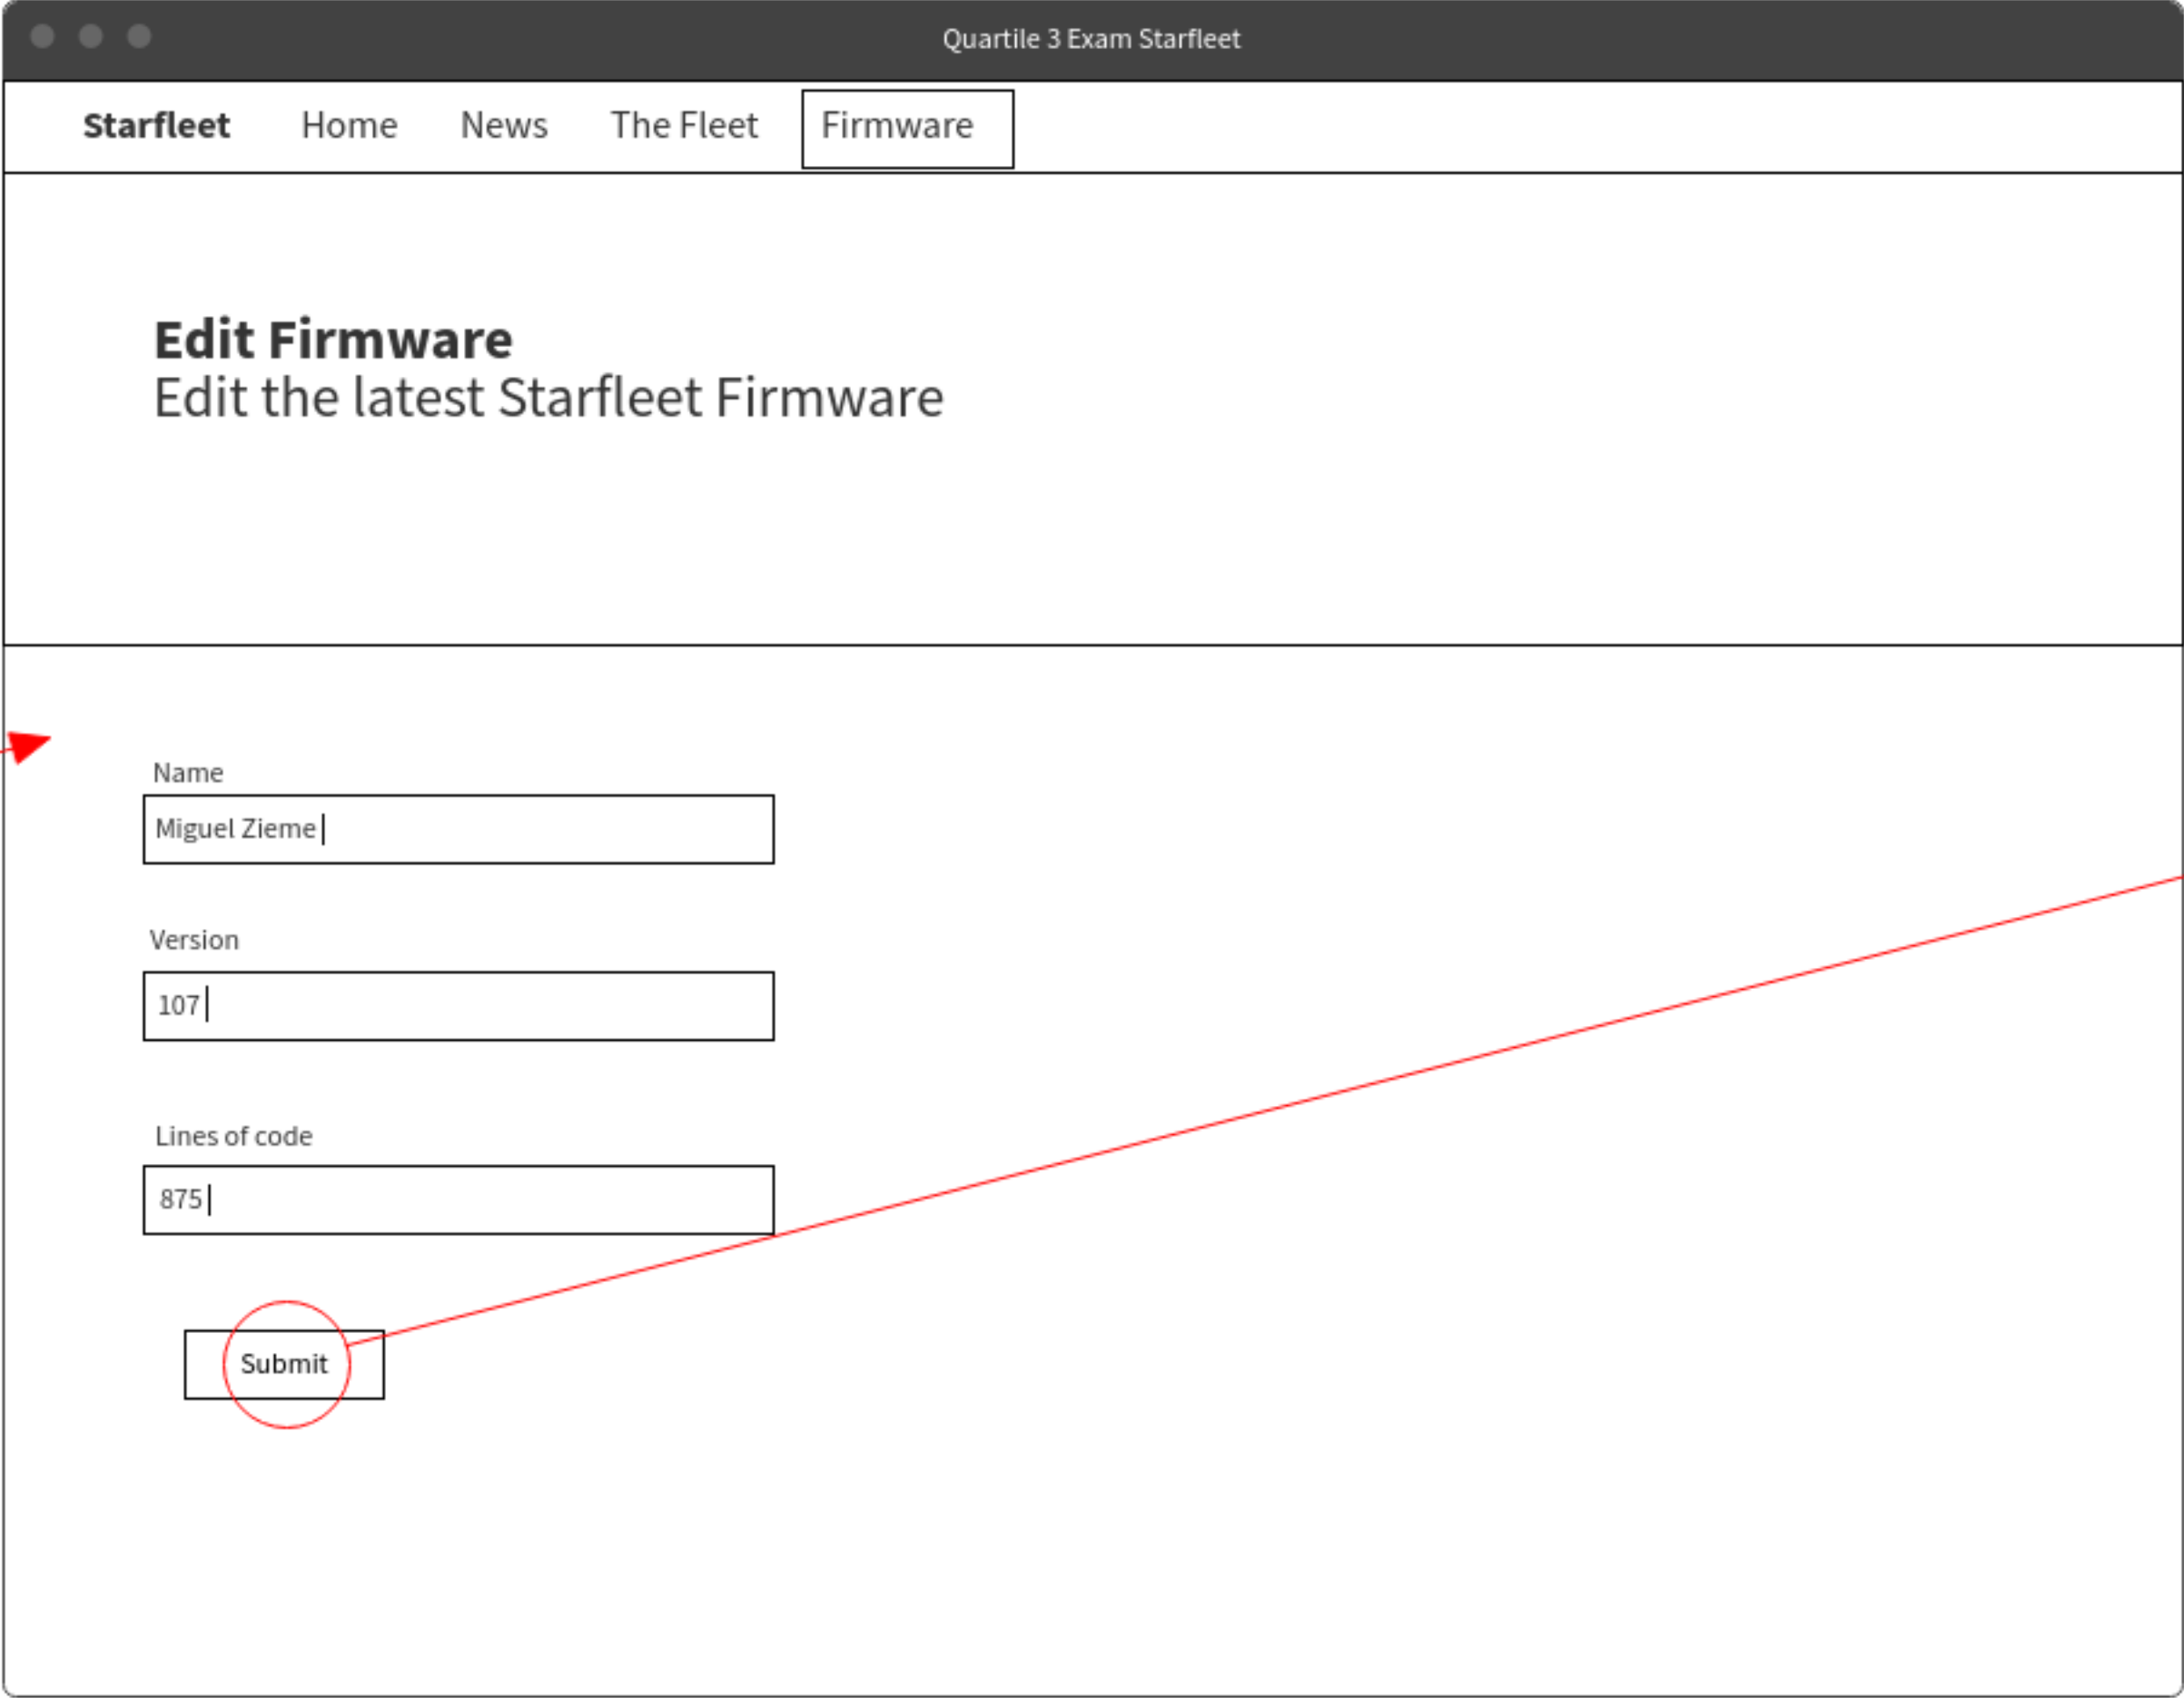 Quartile 3 Exam Starfleet
Starfleet Home News The Fleet Firmware
Edit Firmware
Edit the latest Starfleet Firmware
Name
Miguel Zieme
Version
107
Lines of code
875
Submit